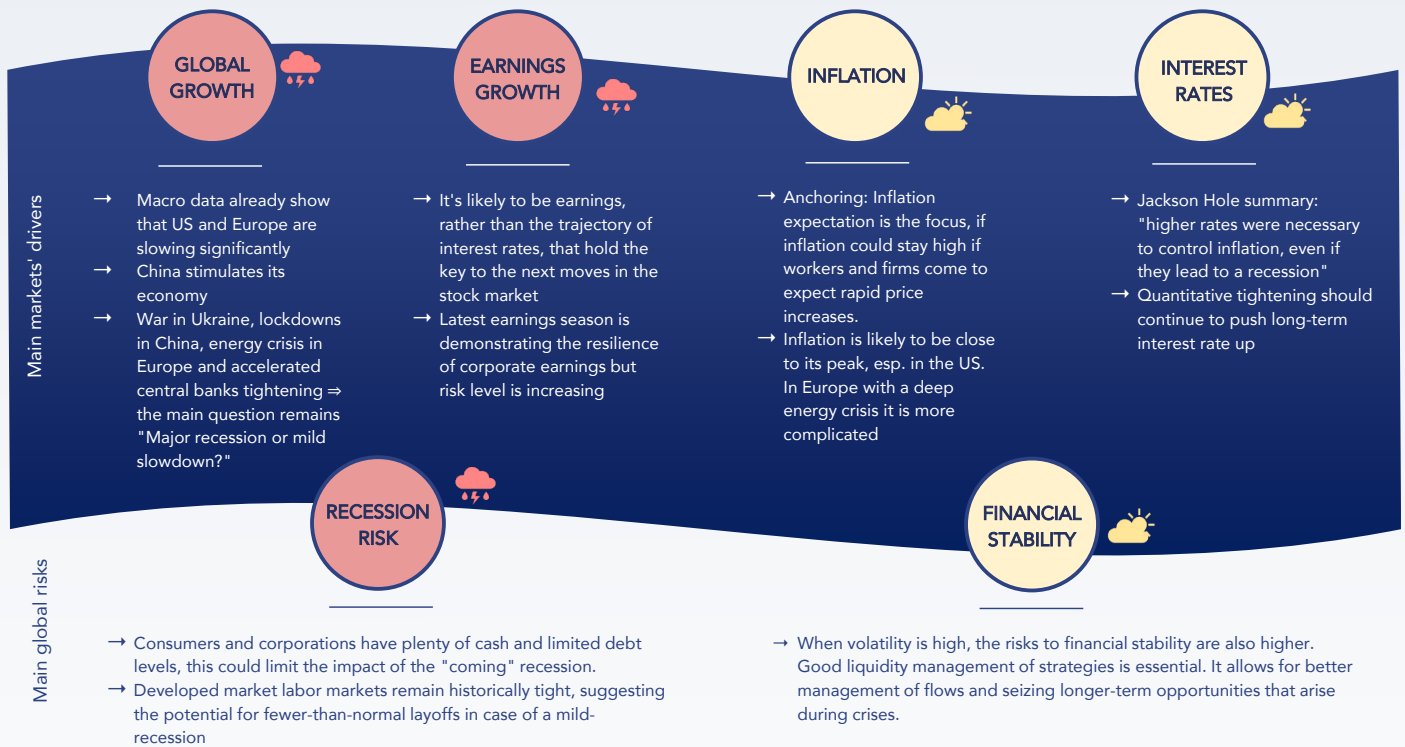 GLOBAL
GROWTH
EARNINGS
GROWTH
INFLATION
INTEREST
RATES
Main markets' drivers
→ Macro data already show
that US and Europe are
slowing significantly
→ China stimulates its
economy
→ War in Ukraine, lockdowns
in China, energy crisis in
Europe and accelerated
central banks tightening ⇒
the main question remains
"Major recession or mild
slowdown?"
→ It's likely to be earnings,
rather than the trajectory of
interest rates, that hold the
key to the next moves in the
stock market
→ Latest earnings season is
demonstrating the resilience
of corporate earnings but
risk level is increasing
→ Anchoring: Inflation
expectation is the focus, if
inflation could stay high if
workers and firms come to
expect rapid price
increases.
→ Inflation is likely to be close
to its peak, esp. in the US.
In Europe with a deep
energy crisis it is more
complicated
→ Jackson Hole summary:
"higher rates were necessary
to control inflation, even if
they lead to a recession"
→ Quantitative tightening should
continue to push long-term
interest rate up
RECESSION
RISK
FINANCIAL
STABILITY
Main global risks
→ Consumers and corporations have plenty of cash and limited debt
levels, this could limit the impact of the "coming" recession.
→ Developed market labor markets remain historically tight, suggesting
the potential for fewer-than-normal layoffs in case of a mild-
recession
→ When volatility is high, the risks to financial stability are also higher.
Good liquidity management of strategies is essential. It allows for better
management of flows and seizing longer-term opportunities that arise
during crises.